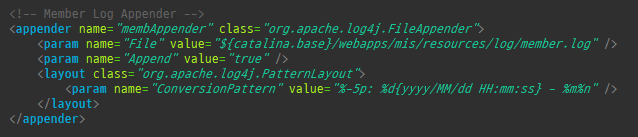 <!-- Member Log Appender -->
<appender name="membAppender" class="org.apache.log4j.FileAppender">
    <param name="File" value="${catalina.base}/webapps/mis/resources/log/member.log" />
    <param name="Append" value="true" />
    <layout class="org.apache.log4j.PatternLayout">
        <param name="ConversionPattern" value="%-5p: %d{yyyy/MM/dd HH:mm:ss} - %m%n" />
    </layout>
</appender>